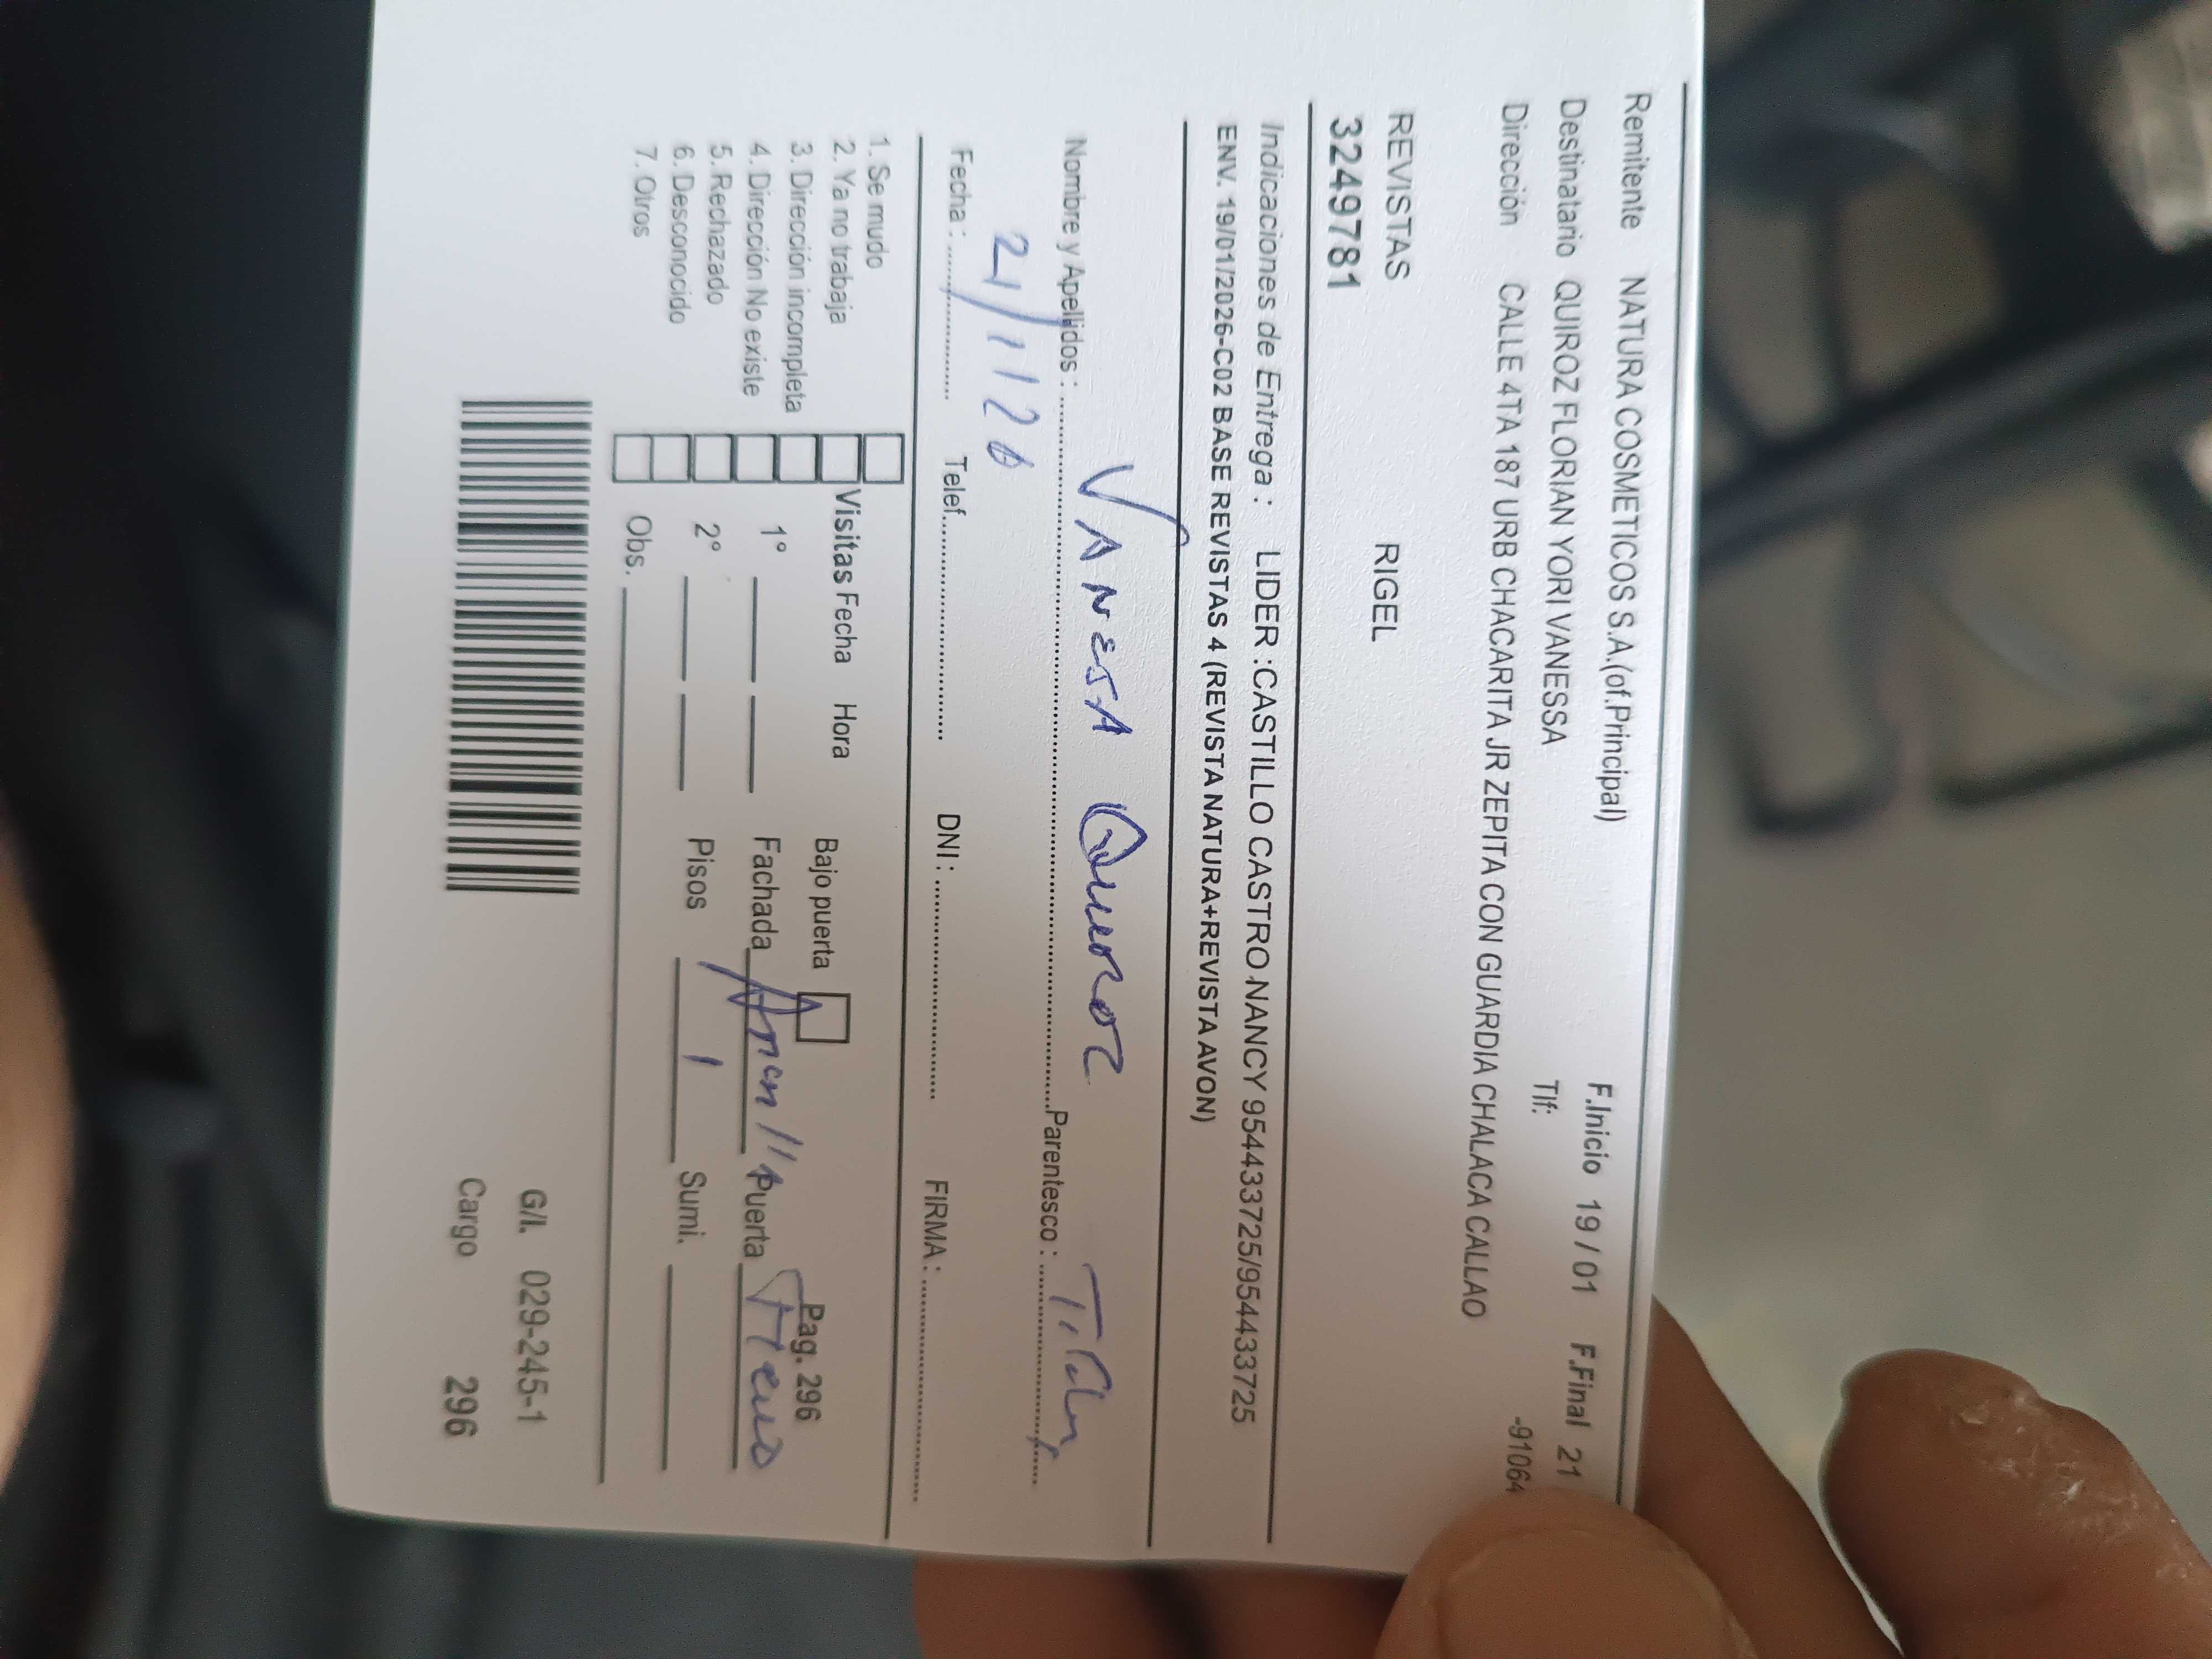 Remitente NATURA COSMETICOS S.A.(of.Principal) F.Inicio 19 / 01 F.Final 21
Destinatario QUIROZ FLORIAN YORI VANESSA Tlf:
Dirección CALLE 4TA 187 URB CHACARITA JR ZEPITA CON GUARDIA CHALACA CALLAO -91064
REVISTAS RIGEL
3249781
Indicaciones de Entrega : LIDER :CASTILLO CASTRO NANCY 954433725/954433725
ENV. 19/01/2026-C02 BASE REVISTAS 4 (REVISTA NATURA+REVISTA AVON)
Nombre y Apellidos : VANESA Quiroz Parentesco :
21/1/26
Fecha : Telef. DNI : FIRMA :
1. Se mudo
2. Ya no trabaja Visitas Fecha Hora Bajo puerta Pag. 296
3. Dirección incompleta
4. Dirección No existe 1° Fachada Puerta
5. Rechazado 2° Pisos 1 Sumi.
6. Desconocido
7. Otros Obs.
G/I. 029-245-1
Cargo 296